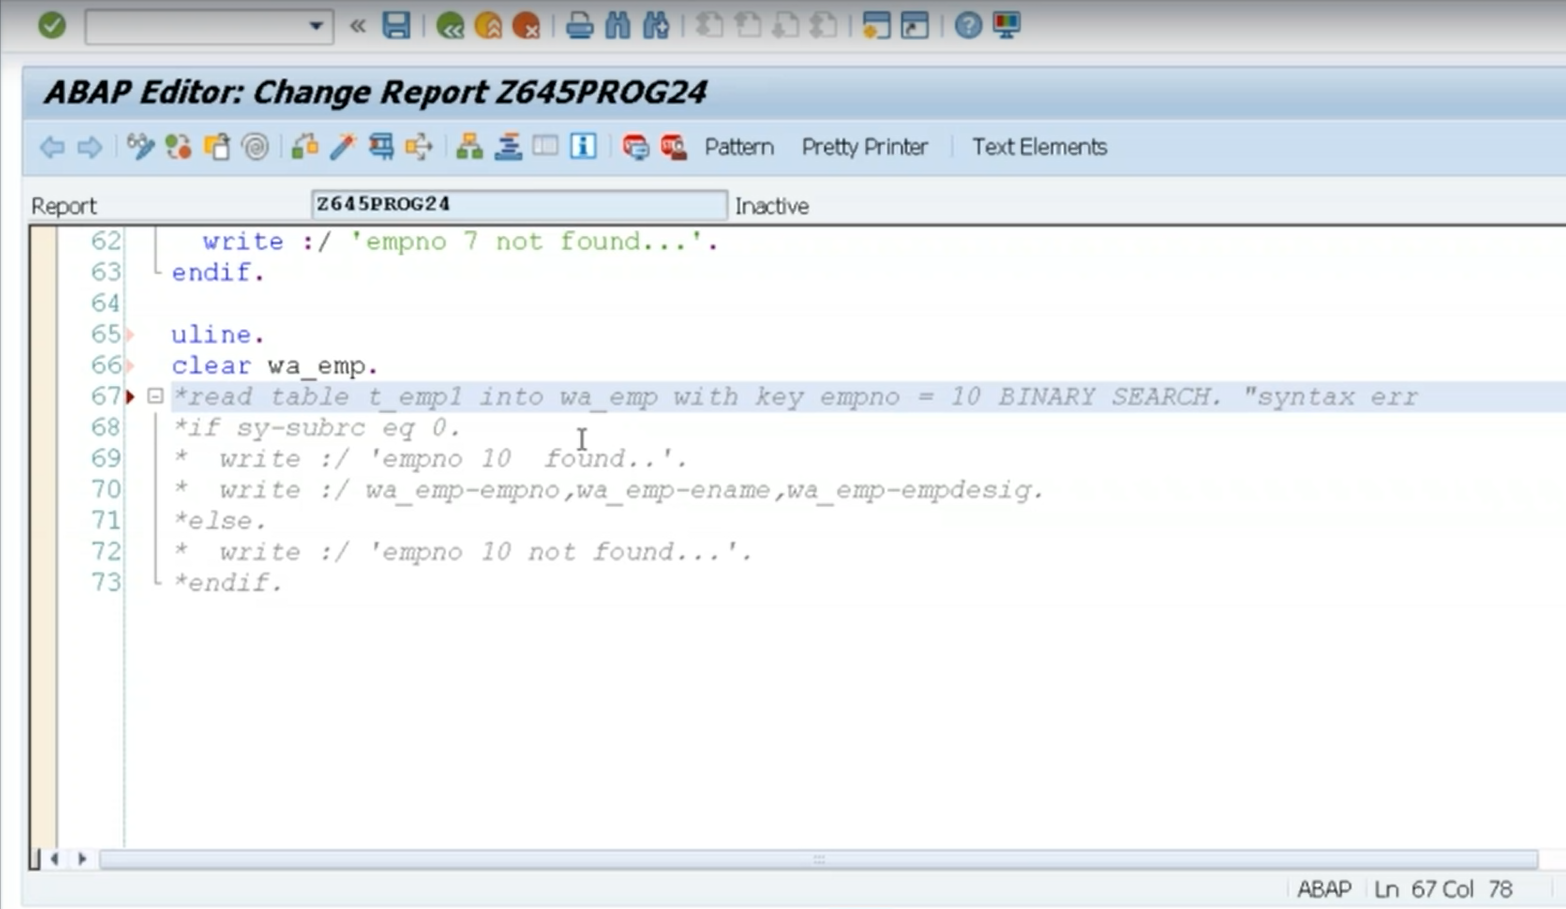 ABAP Editor: Change Report Z645PROG24
Pattern Pretty Printer Text Elements
Report Z645PROG24 Inactive
62 write :/ 'empno 7 not found...'.
63 endif.
64
65 uline.
66 clear wa_emp.
67 *read table t_emp1 into wa_emp with key empno = 10 BINARY SEARCH. "syntax err
68 *if sy-subrc eq 0.
69 *  write :/ 'empno 10  found..'.
70 *  write :/ wa_emp-empno,wa_emp-ename,wa_emp-empdesig.
71 *else.
72 *  write :/ 'empno 10 not found...'.
73 *endif.
ABAP Ln 67 Col 78